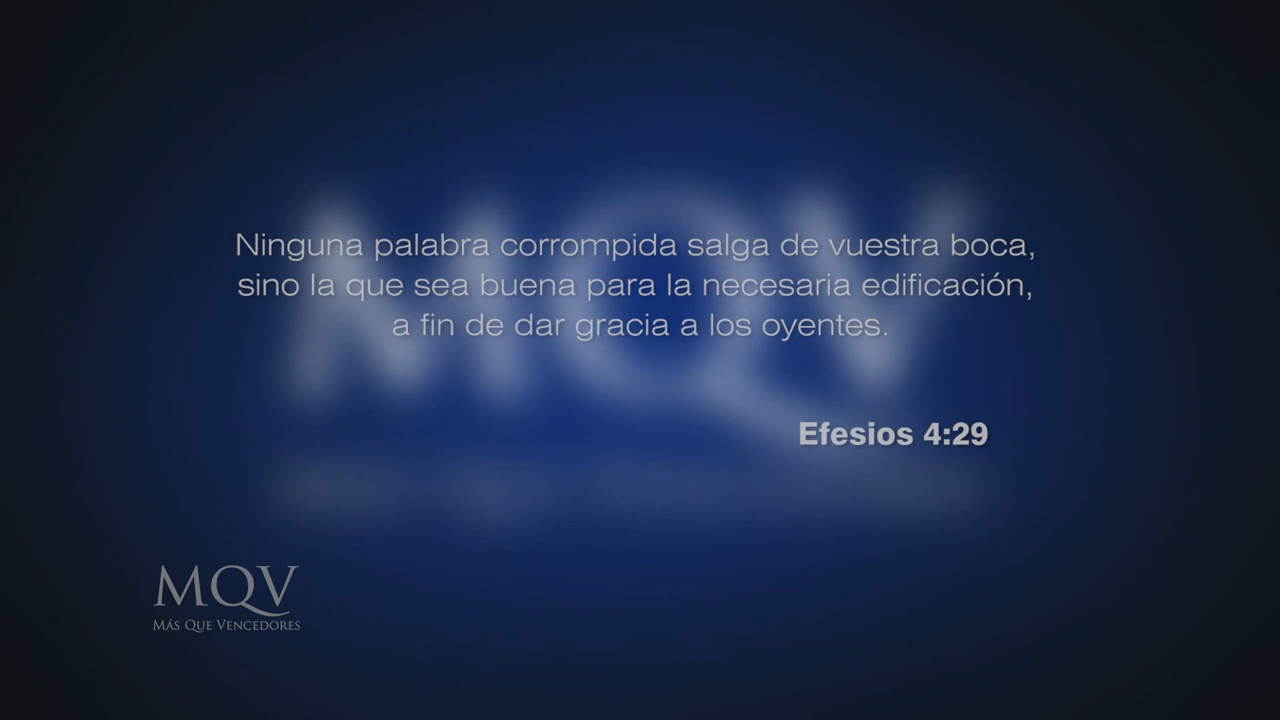 Ninguna palabra corrompida salga de vuestra boca,
sino la que sea buena para la necesaria edificación,
a fin de dar gracia a los oyentes.
Efesios 4:29
MQV
MÁS QUE VENCEDORES